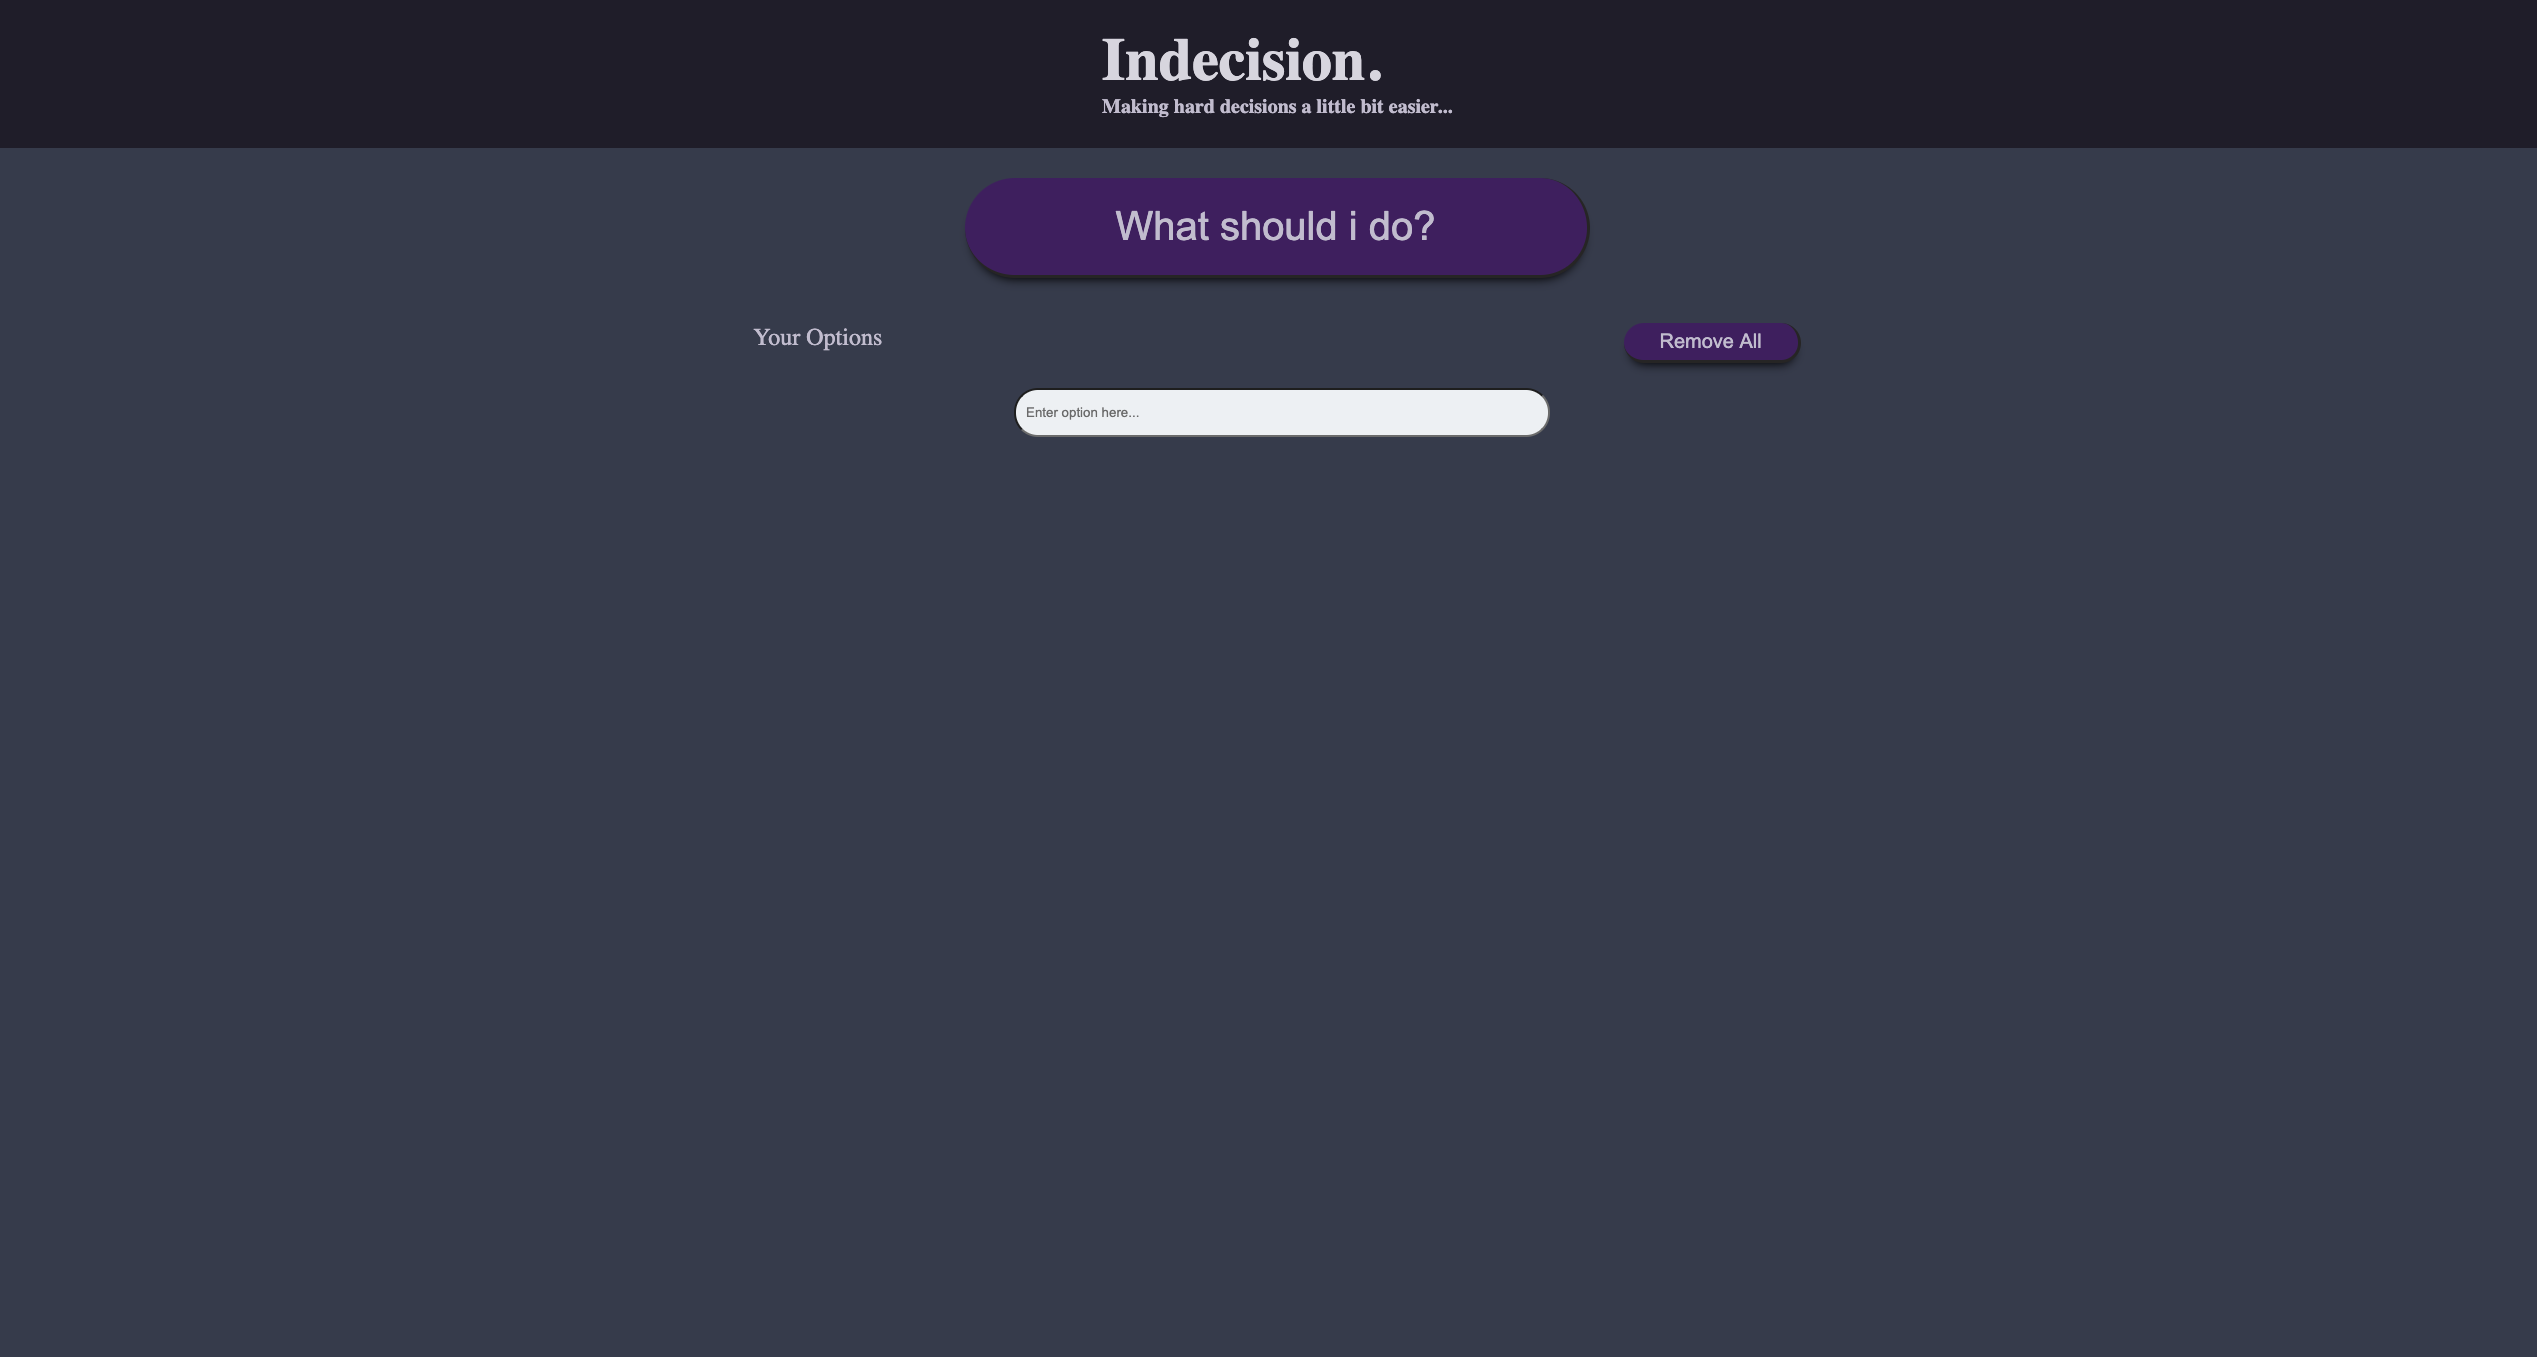 Indecision.
Making hard decisions a little bit easier...
What should i do?
Your Options
Remove All
Enter option here...